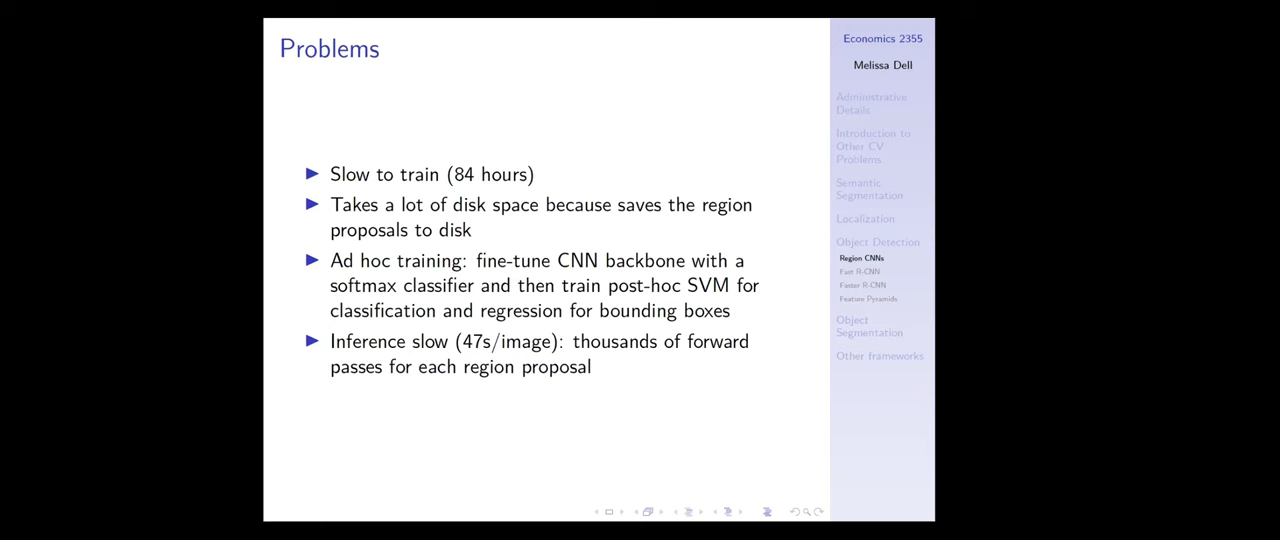 Problems
Slow to train (84 hours)
Takes a lot of disk space because saves the region
proposals to disk
Ad hoc training: fine-tune CNN backbone with a
softmax classifier and then train post-hoc SVM for
classification and regression for bounding boxes
Inference slow (47s/image): thousands of forward
passes for each region proposal
Economics 2355
Melissa Dell
Administrative
Details
Introduction to
Other CV
Problems
Semantic
Segmentation
Localization
Object Detection
Region CNNs
Fast R-CNN
Faster R-CNN
Feature Pyramids
Object
Segmentation
Other frameworks